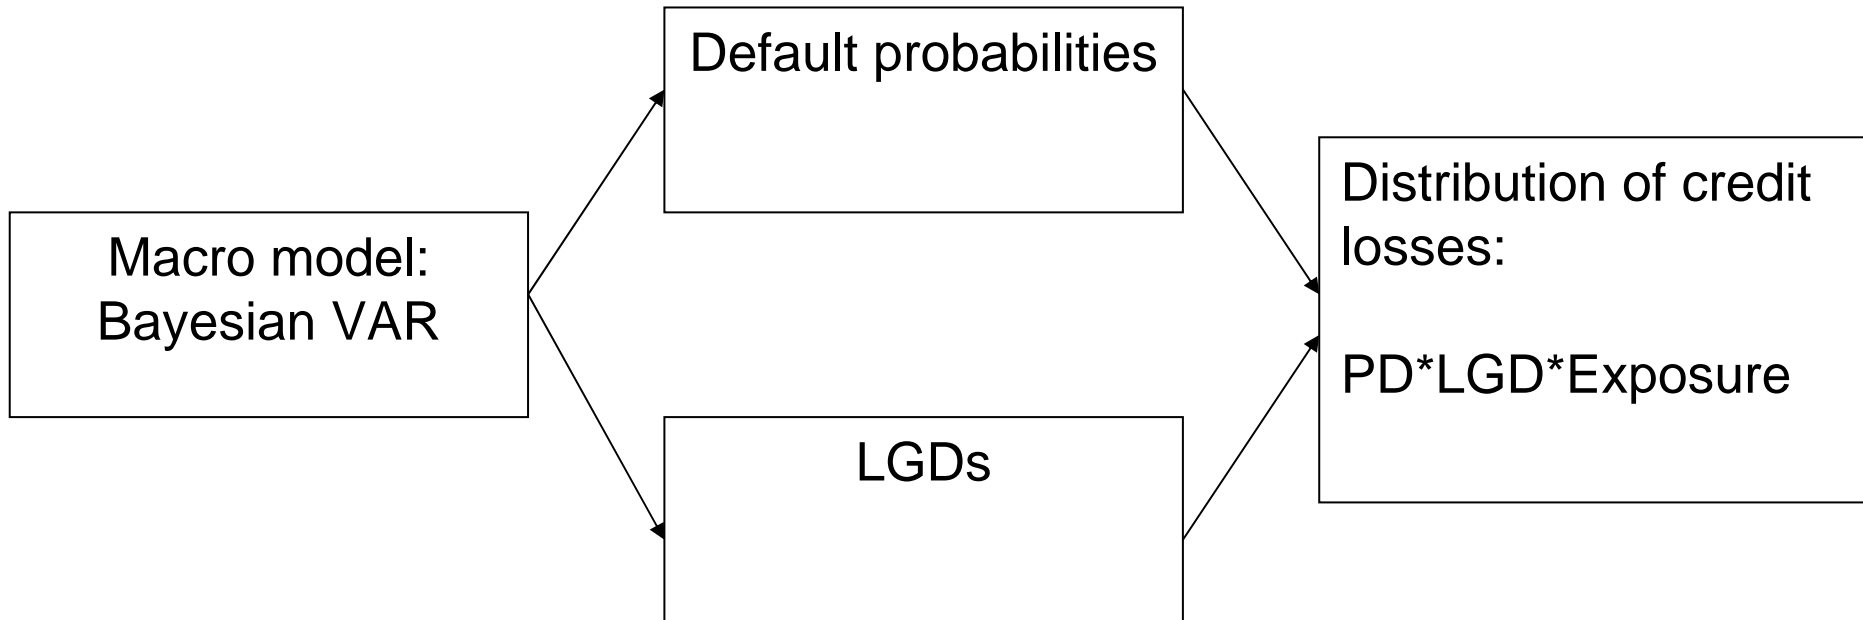 Default probabilities
Macro model:
Bayesian VAR
LGDs
Distribution of credit
losses:
PD*LGD*Exposure